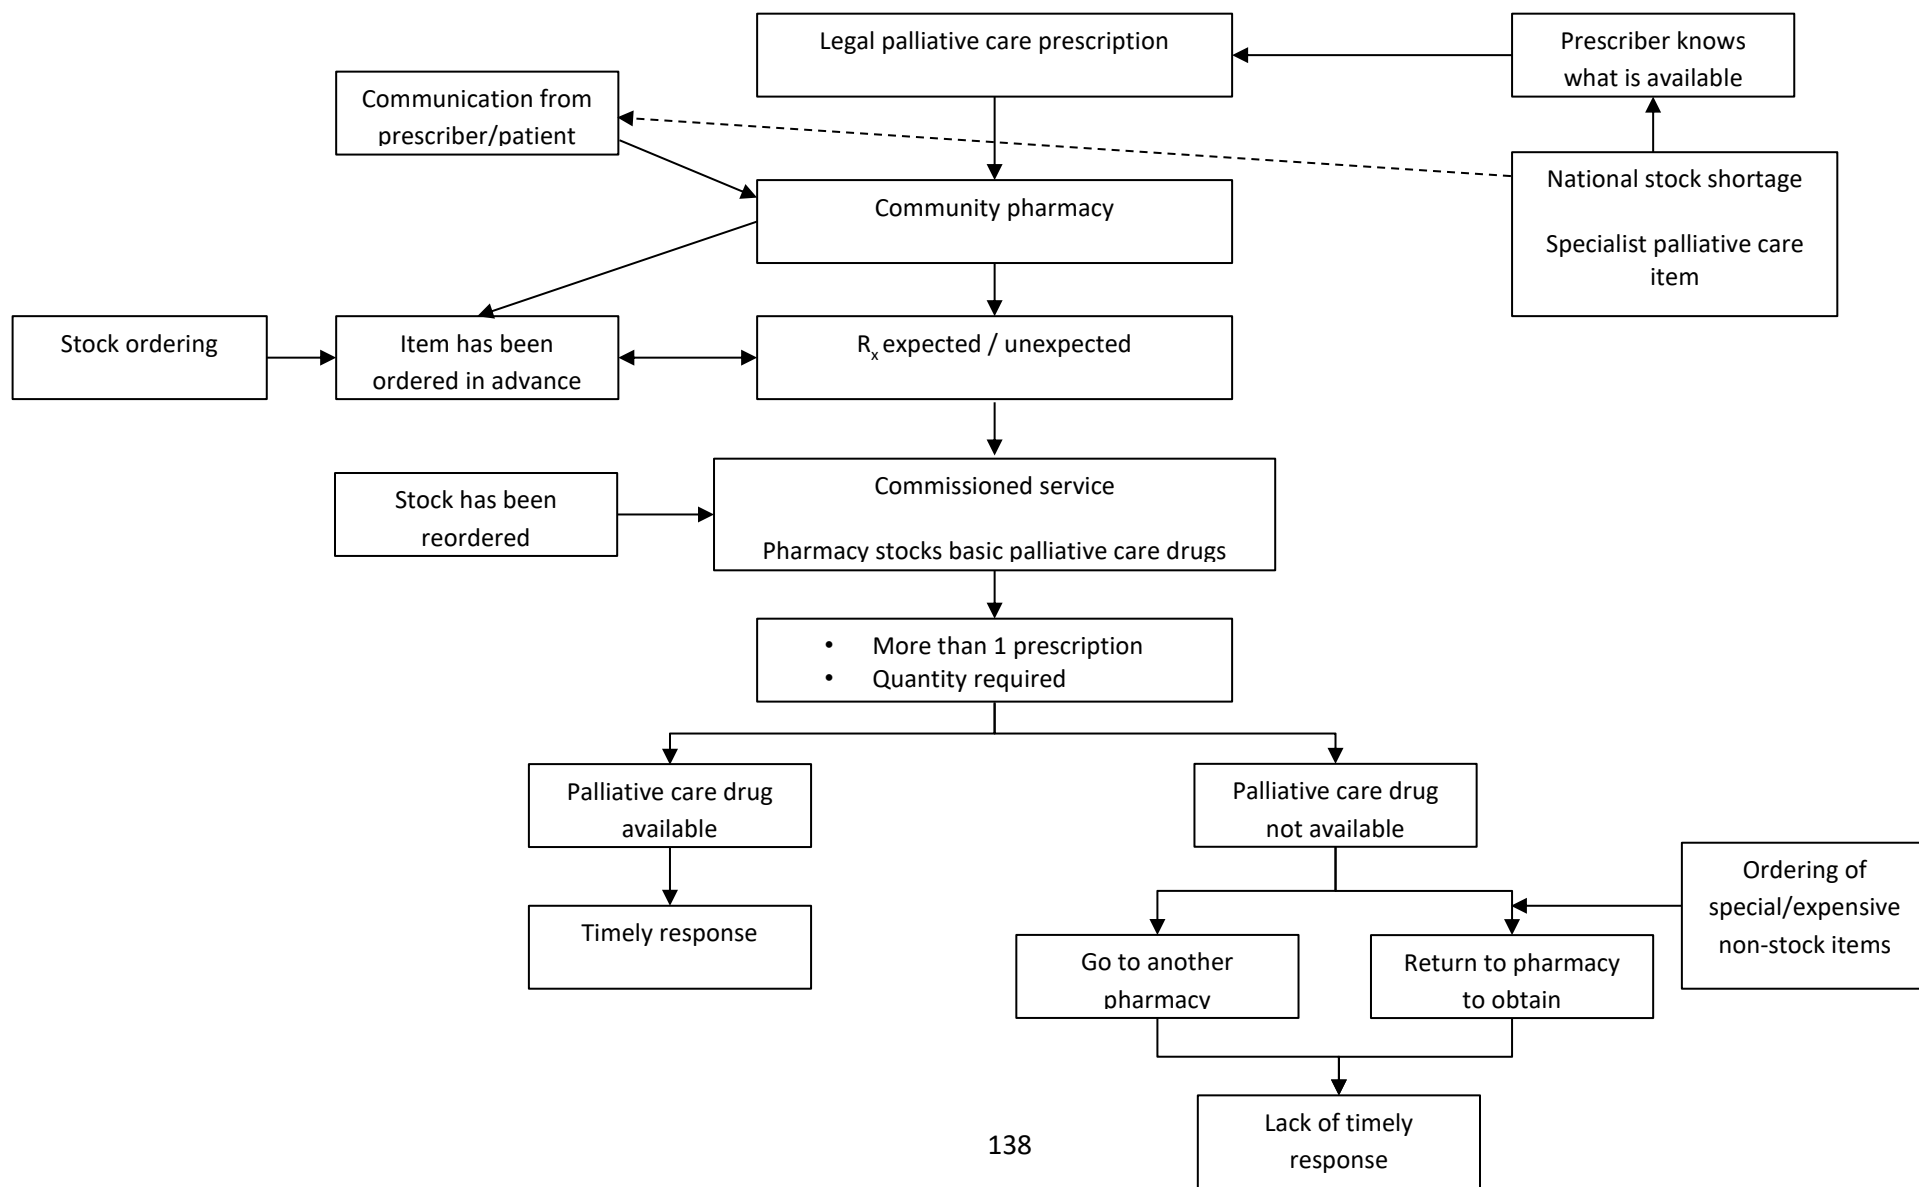 Legal palliative care prescription
Prescriber knows
what is available
Communication from
prescriber/patient
National stock shortage
Specialist palliative care
item
Community pharmacy
Stock ordering
Item has been
ordered in advance
Rx expected / unexpected
Stock has been
reordered
Commissioned service
Pharmacy stocks basic palliative care drugs
• More than 1 prescription
• Quantity required
Palliative care drug
available
Palliative care drug
not available
Ordering of
special/expensive
non-stock items
Timely response
Go to another
pharmacy
Return to pharmacy
to obtain
Lack of timely
response
138